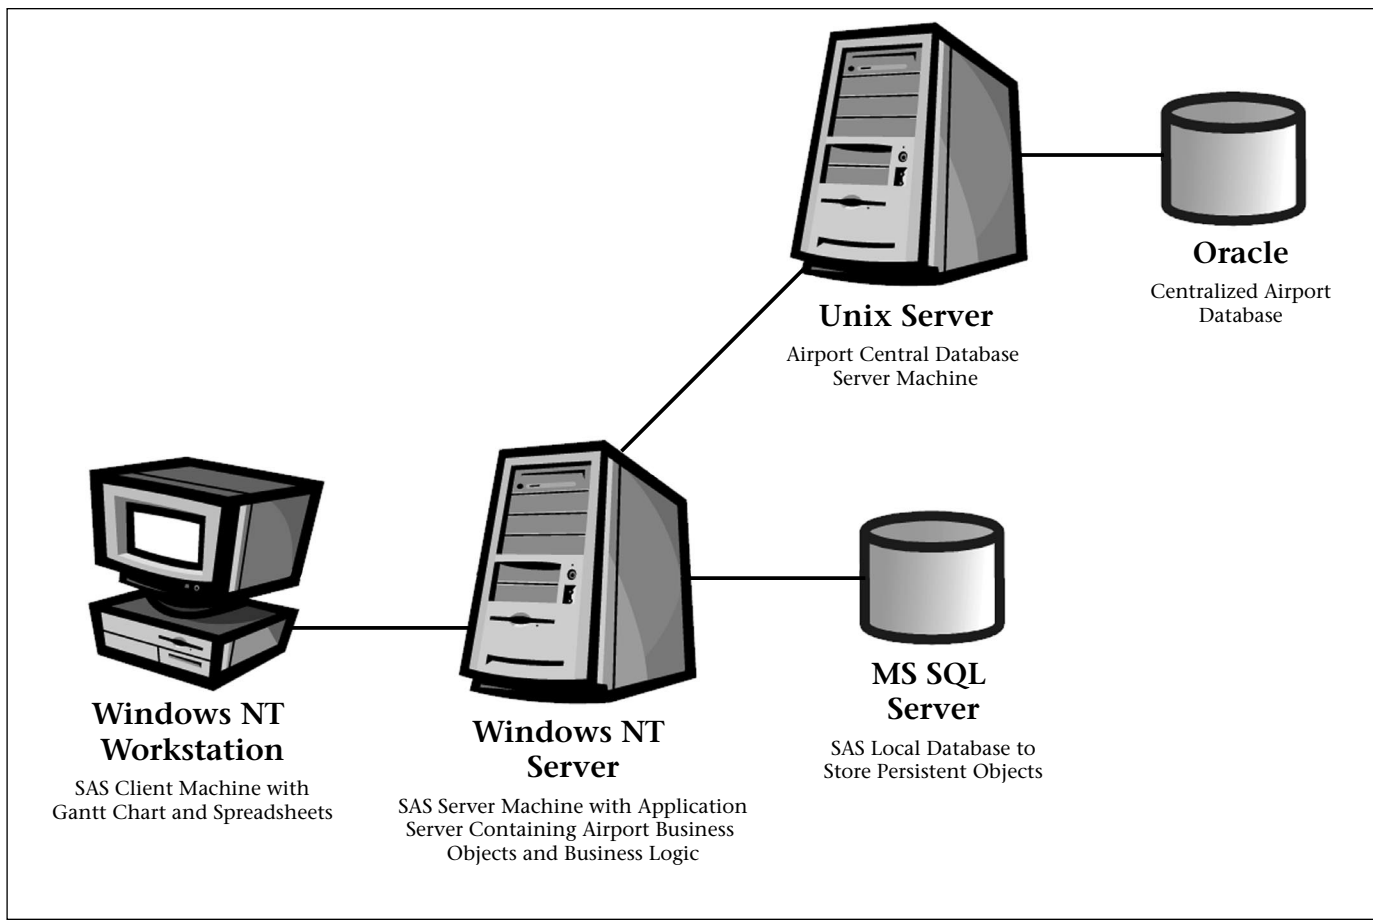 Oracle
Centralized Airport
Database
Unix Server
Airport Central Database
Server Machine
Windows NT
Workstation
SAS Client Machine with
Gantt Chart and Spreadsheets
Windows NT
Server
SAS Server Machine with Application
Server Containing Airport Business
Objects and Business Logic
MS SQL
Server
SAS Local Database to
Store Persistent Objects